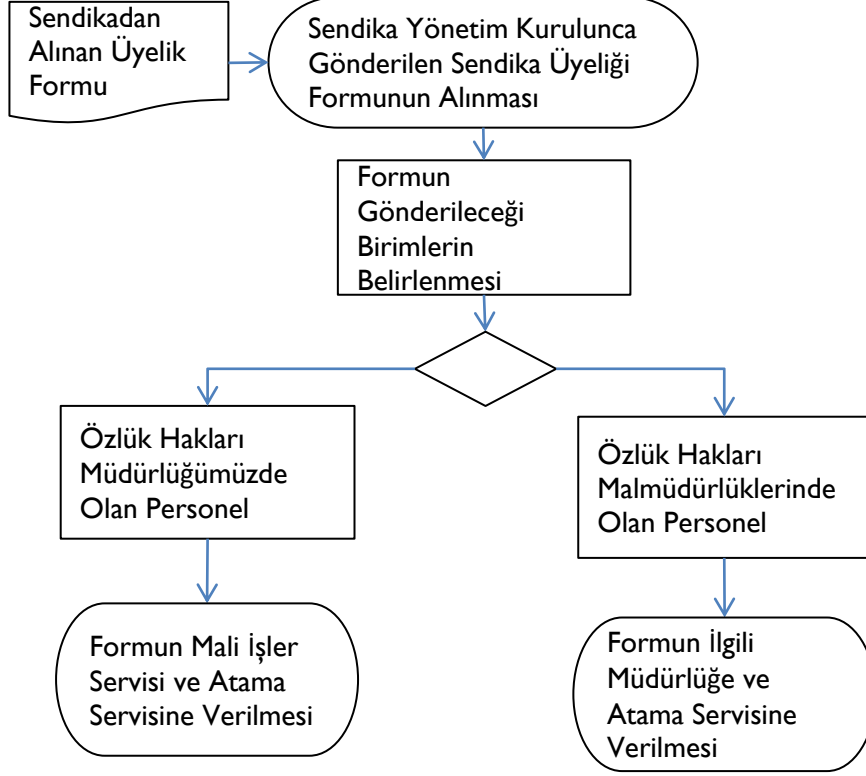 Sendikadan
Alınan Üyelik
Formu
Sendika Yönetim Kurulunca
Gönderilen Sendika Üyeliği
Formunun Alınması
Formun
Gönderileceği
Birimlerin
Belirlenmesi
Özlük Hakları
Müdürlüğümüzde
Olan Personel
Özlük Hakları
Malmüdürlüklerinde
Olan Personel
Formun Mali İşler
Servisi ve Atama
Servisine Verilmesi
Formun İlgili
Müdürlüğe ve
Atama Servisine
Verilmesi